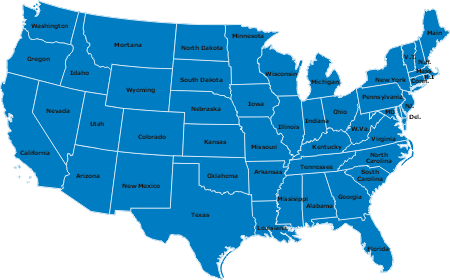 Washington
Oregon
Idaho
Montana
North Dakota
Minnesota
Wisconsin
Michigan
Main
V.T.
New York
Conn.
South Dakota
Wyoming
Nebraska
Iowa
Nevada
Utah
Colorado
Kansas
California
Arizona
New Mexico
Oklahoma
Texas
Missouri
Arkansas
Illinois
Indiana
Ohio
Pennsylvania
Del.
W.Va.
Virginia
Kentucky
Tennessee
North
Carolina
South
Carolina
Georgia
Alabama
Louisiana
Florida